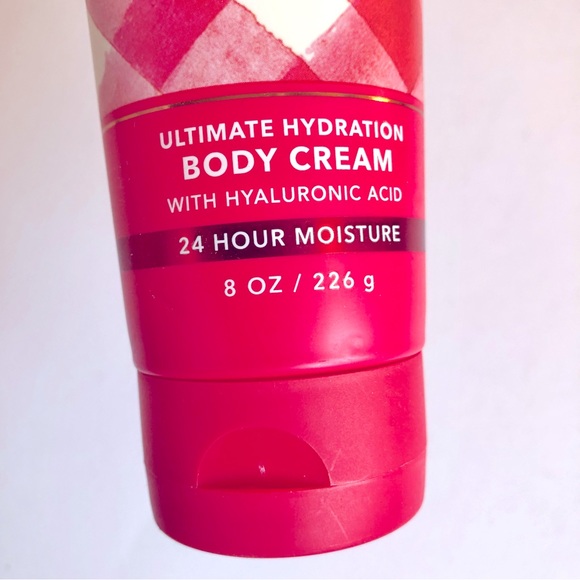 ULTIMATE HYDRATION
BODY CREAM
WITH HYALURONIC ACID
24 HOUR MOISTURE
8 OZ / 226 g